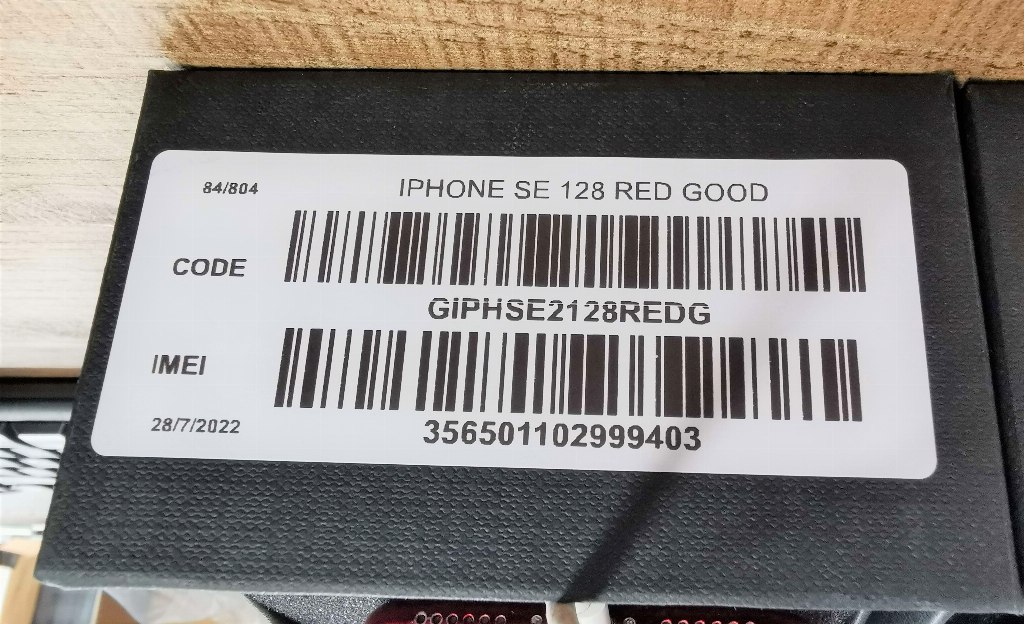 84/804
IPHONE SE 128 RED GOOD
CODE
GiPHSE2128REDG
IMEI
28/7/2022
356501102999403